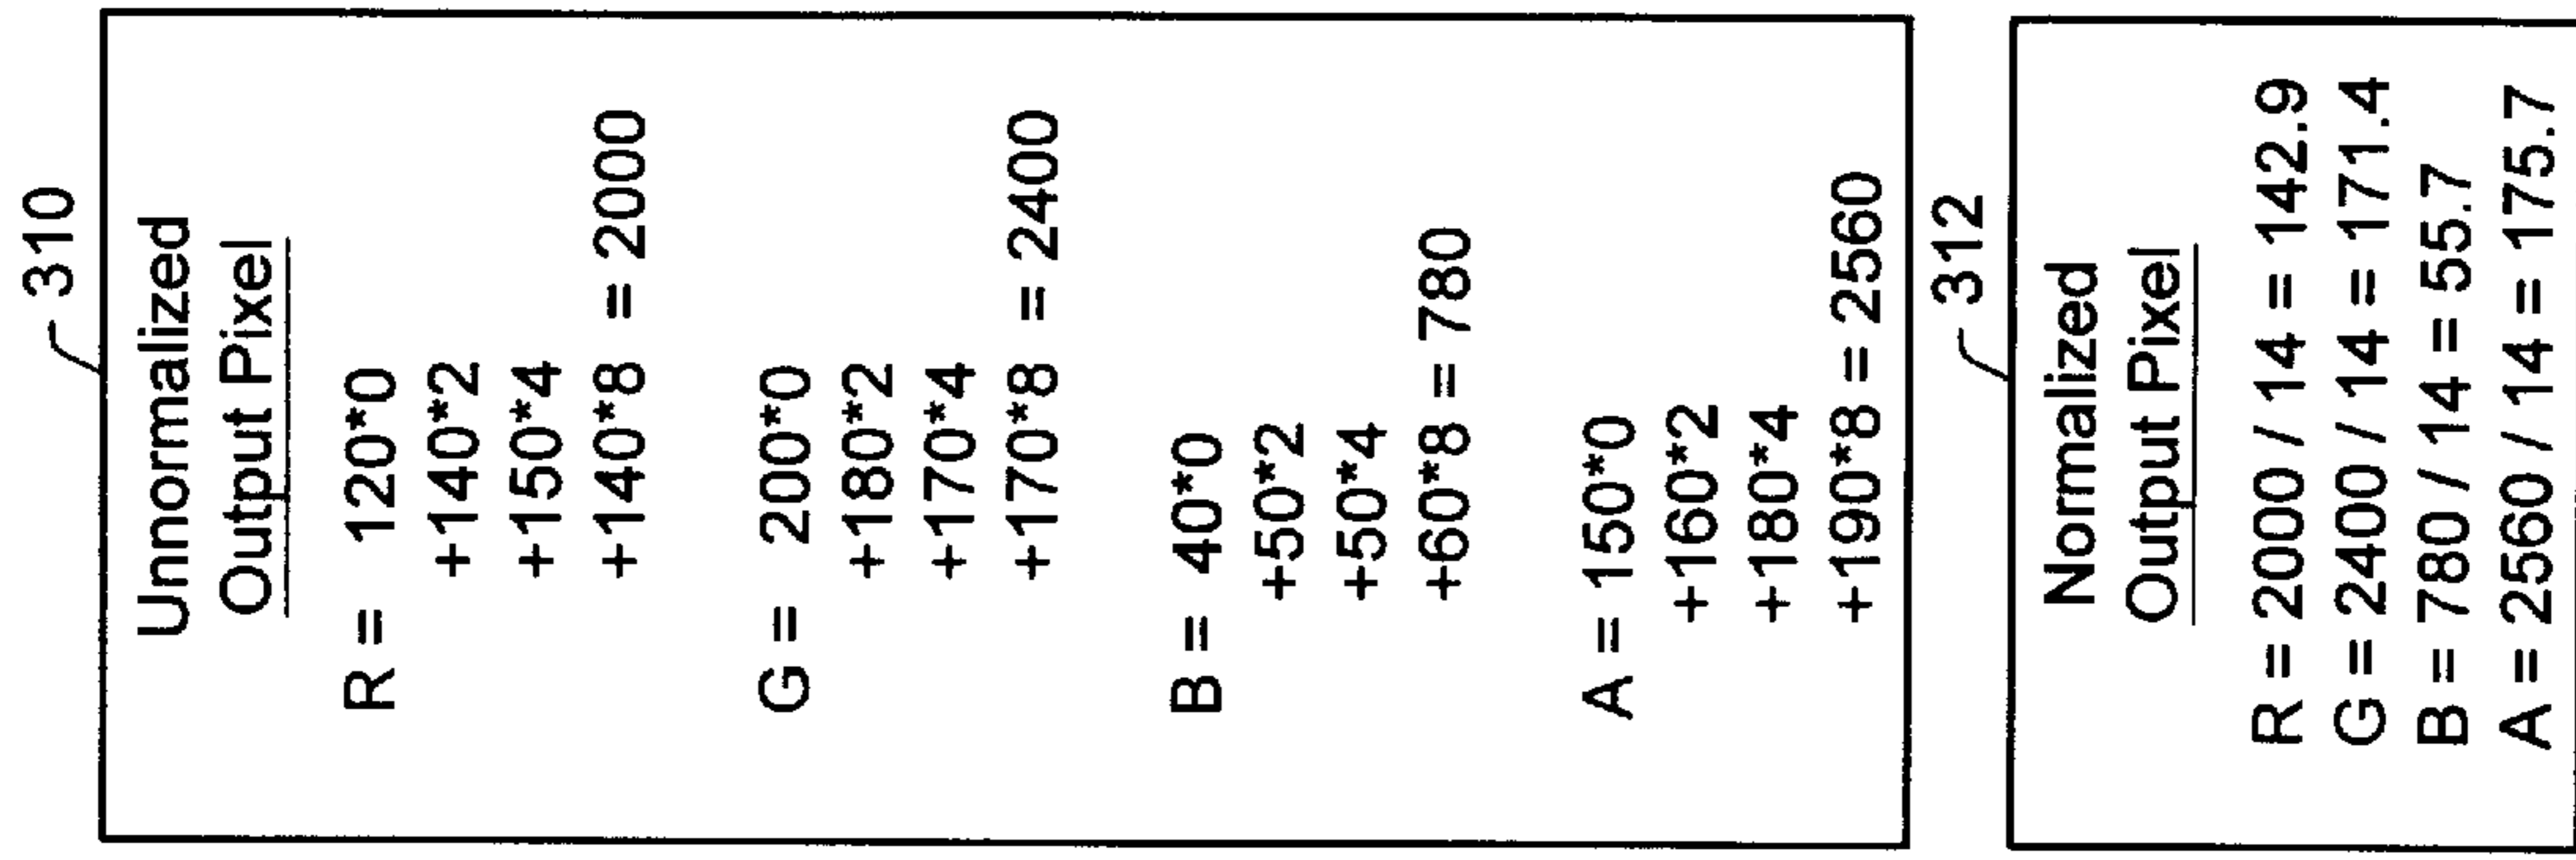 310
Unnormalized
Output Pixel
R = 120*0
+140*2
+150*4
+140*8 = 2000
G = 200*0
+180*2
+170*4
+170*8 = 2400
B = 40*0
+50*2
+50*4
+60*8 = 780
A = 150*0
+160*2
+180*4
+190*8 = 2560
312
Normalized
Output Pixel
R = 2000 / 14 = 142.9
G = 2400 / 14 = 171.4
B = 780 / 14 = 55.7
A = 2560 / 14 = 175.7